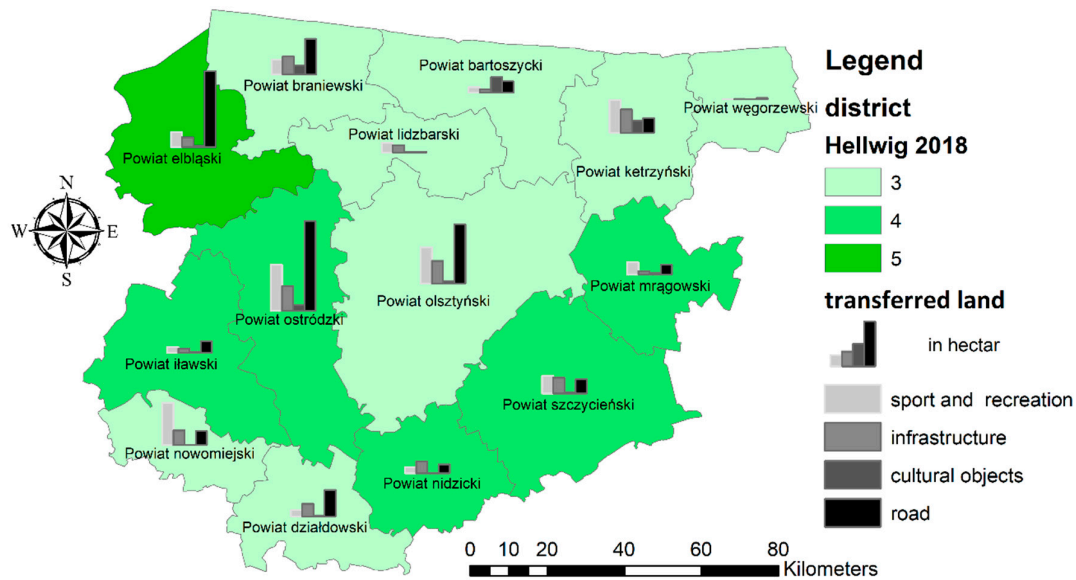 Powiat bartoszycki
Powiat braniewski
Powiat węgorzewski
Powiat lidzbarski
Powiat elbląski
Powiat ketrzyński
N
W E
S
Powiat mrągowski
Powiat olsztyński
Powiat ostródzki
Powiat iławski
Powiat szczycieński
Powiat nowomiejski
Powiat nidzicki
Powiat działdowski
0 10 20 40 60 80
Kilometers
Legend
district
Hellwig 2018
3
4
5
transferred land
in hectar
sport and recreation
infrastructure
cultural objects
road